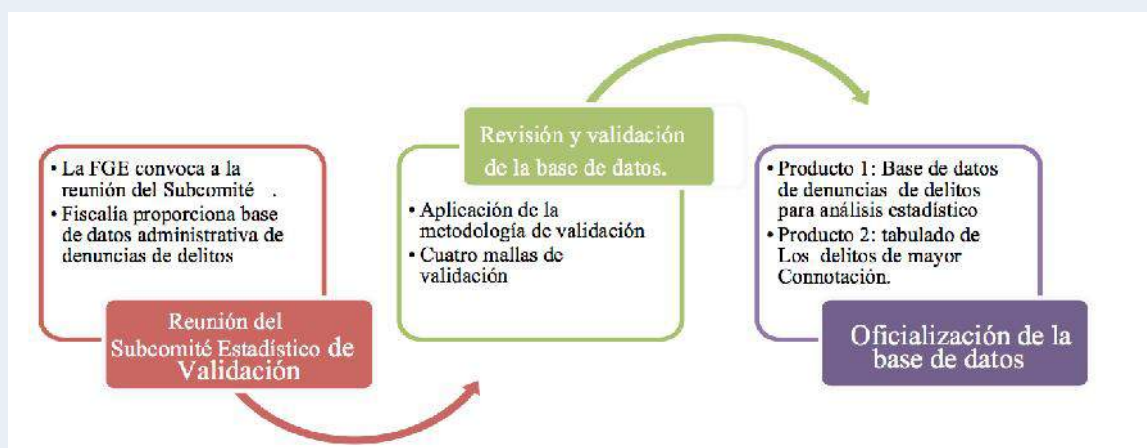 • La FGE convoca a la
reunión del Subcomité .
• Fiscalía proporciona base
de datos administrativa de
denuncias de delitos
Reunión del
Subcomité Estadístico de
Validación
Revisión y validación
de la base de datos.
• Aplicación de la
metodología de validación
• Cuatro mallas de
validación
• Producto 1: Base de datos
de denuncias de delitos
para análisis estadístico
• Producto 2: tabulado de
Los delitos de mayor
Connotación.
Oficialización de la
base de datos